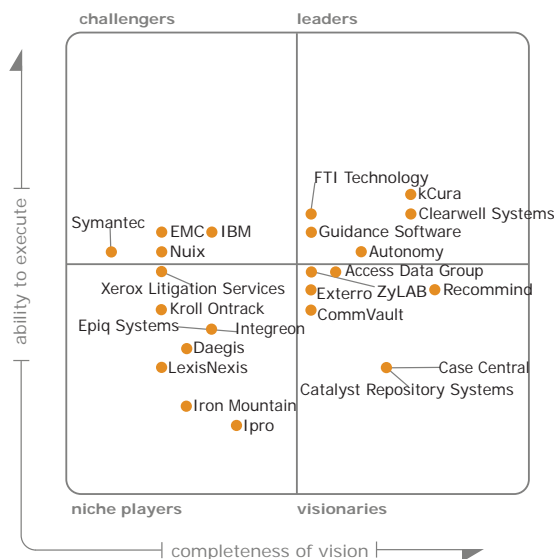 challengers
leaders
FTI Technology
kCura
Symantec
Clearwell Systems
EMC
IBM
Guidance Software
Nuix
Autonomy
Access Data Group
Xerox Litigation Services
Exterro
ZyLAB
Recommind
Kroll Ontrack
CommVault
Epiq Systems
Integreon
Daegis
LexisNexis
Case Central
Catalyst Repository Systems
Iron Mountain
Ipro
niche players
visionaries
ability to execute
completeness of vision